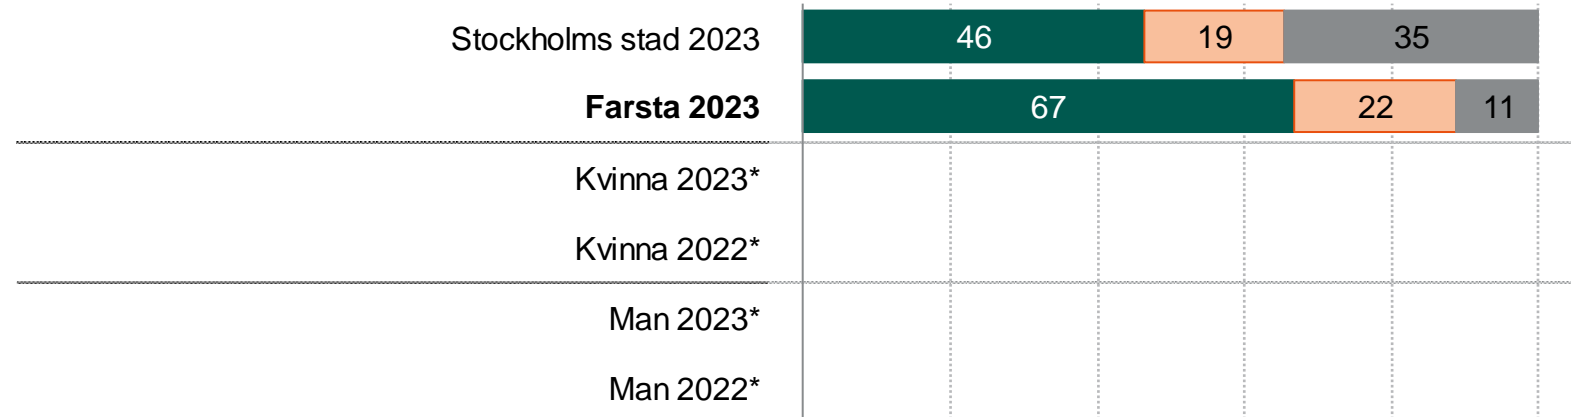 Stockholms stad 2023 46 19 35
Farsta 2023 67 22 11
Kvinna 2023*
Kvinna 2022*
Man 2023*
Man 2022*